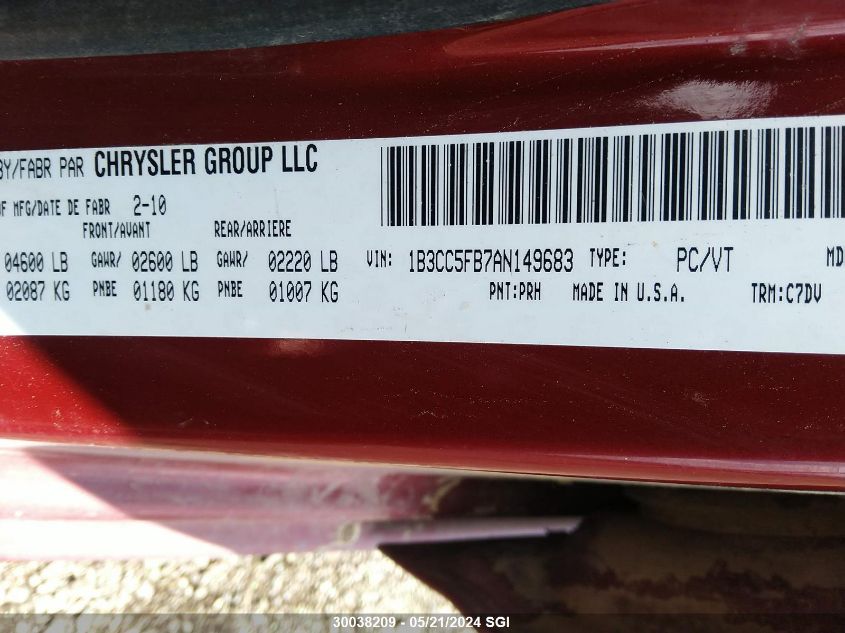 BY/FABR PAR CHRYSLER GROUP LLC
OF MFG/DATE DE FABR 2-10
FRONT/AVANT REAR/ARRIERE
04600 LB GAWR/ 02600 LB GAWR/ 02220 LB VIN: 1B3CC5FB7AN149683 TYPE: PC/VT MD
02087 KG PNBE 01180 KG PNBE 01007 KG PNT:PRH MADE IN U.S.A. TRM:C7DV
30038209 - 05/21/2024 SGI